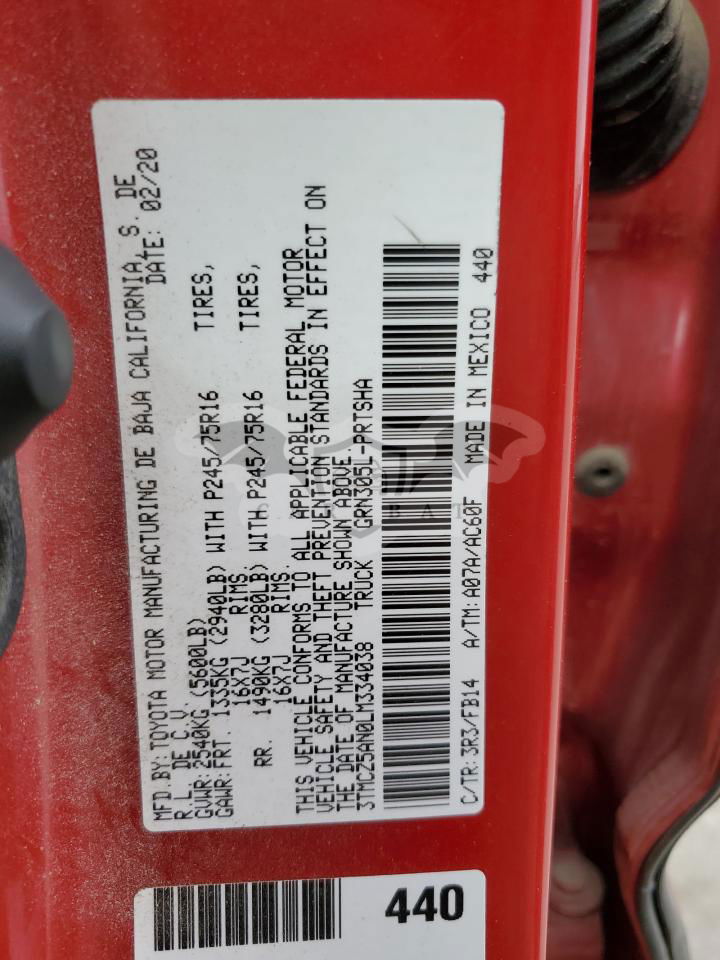 MFD.BY:TOYOTA MOTOR MANUFACTURING DE BAJA CALIFORNIA, S. DE
R.L. DE C.V. DATE: 02/20
GVWR:2540KG (5600LB)
GAWR:FRT. 1335KG (2940LB) WITH P245/75R16 TIRES,
16X7J RIMS.
RR. 1490KG (3280LB) WITH P245/75R16 TIRES,
16X7J RIMS.
THIS VEHICLE CONFORMS TO ALL APPLICABLE FEDERAL MOTOR
VEHICLE SAFETY AND THEFT PREVENTION STANDARDS IN EFFECT ON
THE DATE OF MANUFACTURE SHOWN ABOVE.
3TMCZ5AN0LM334038 TRUCK GRN305L-PRTSHA
C/TR:3R3/FB14 A/TM:A07A/AC60F MADE IN MEXICO 440
440